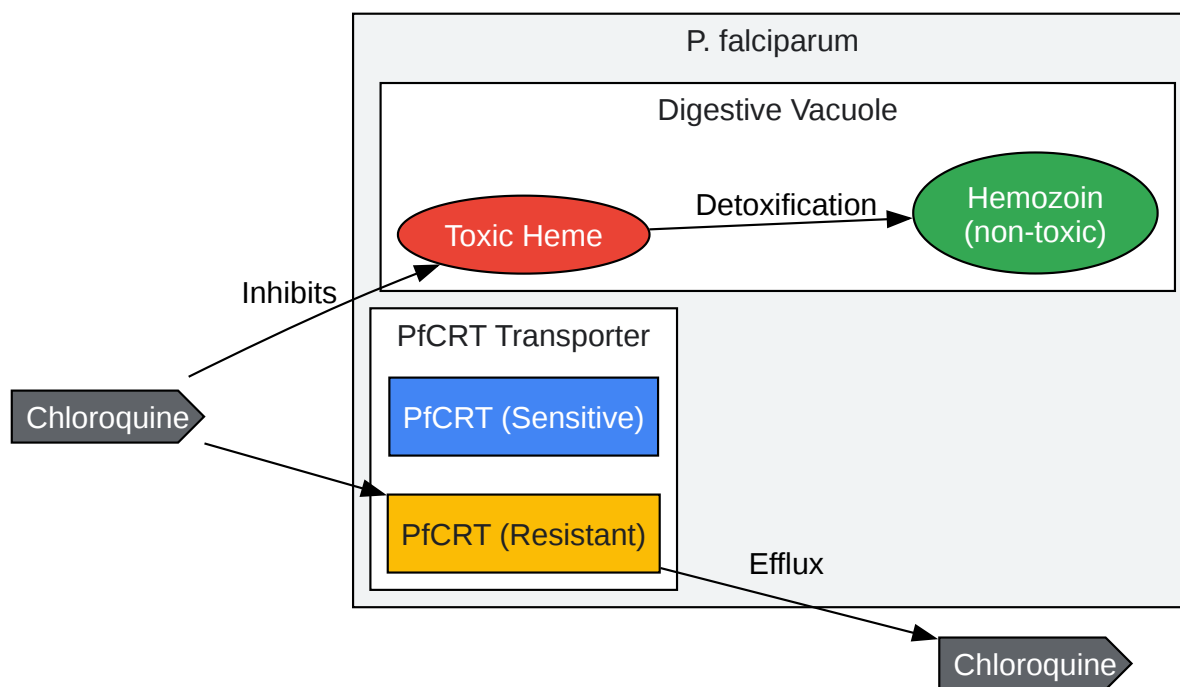 P. falciparum
Digestive Vacuole
Toxic Heme
Detoxification
Hemozoin
(non-toxic)
Inhibits
PfCRT Transporter
Chloroquine
PfCRT (Sensitive)
PfCRT (Resistant)
Efflux
Chloroquine